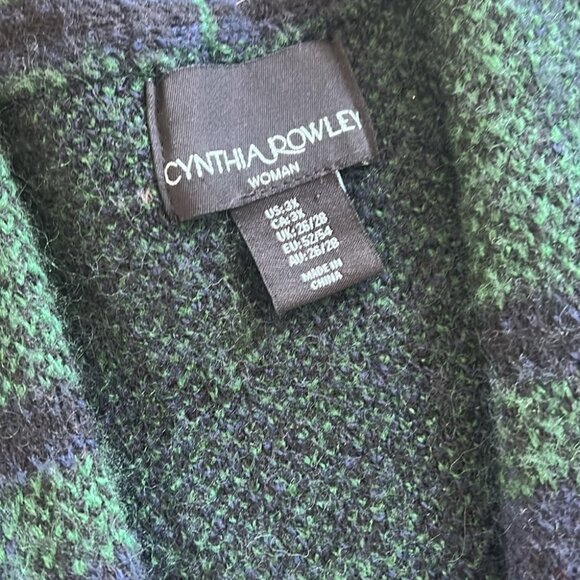 CYNTHIA ROWLEY
WOMAN
US: 3X
CA: 3X
UK: 26/28
EU: 52/54
AU: 26/28
MADE IN
CHINA